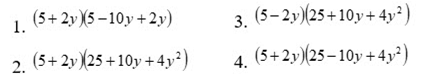 1. (5+2y)(5−10y+2y)
2. (5+2y)(25+10y+4y²)
3. (5−2y)(25+10y+4y²)
4. (5+2y)(25−10y+4y²)